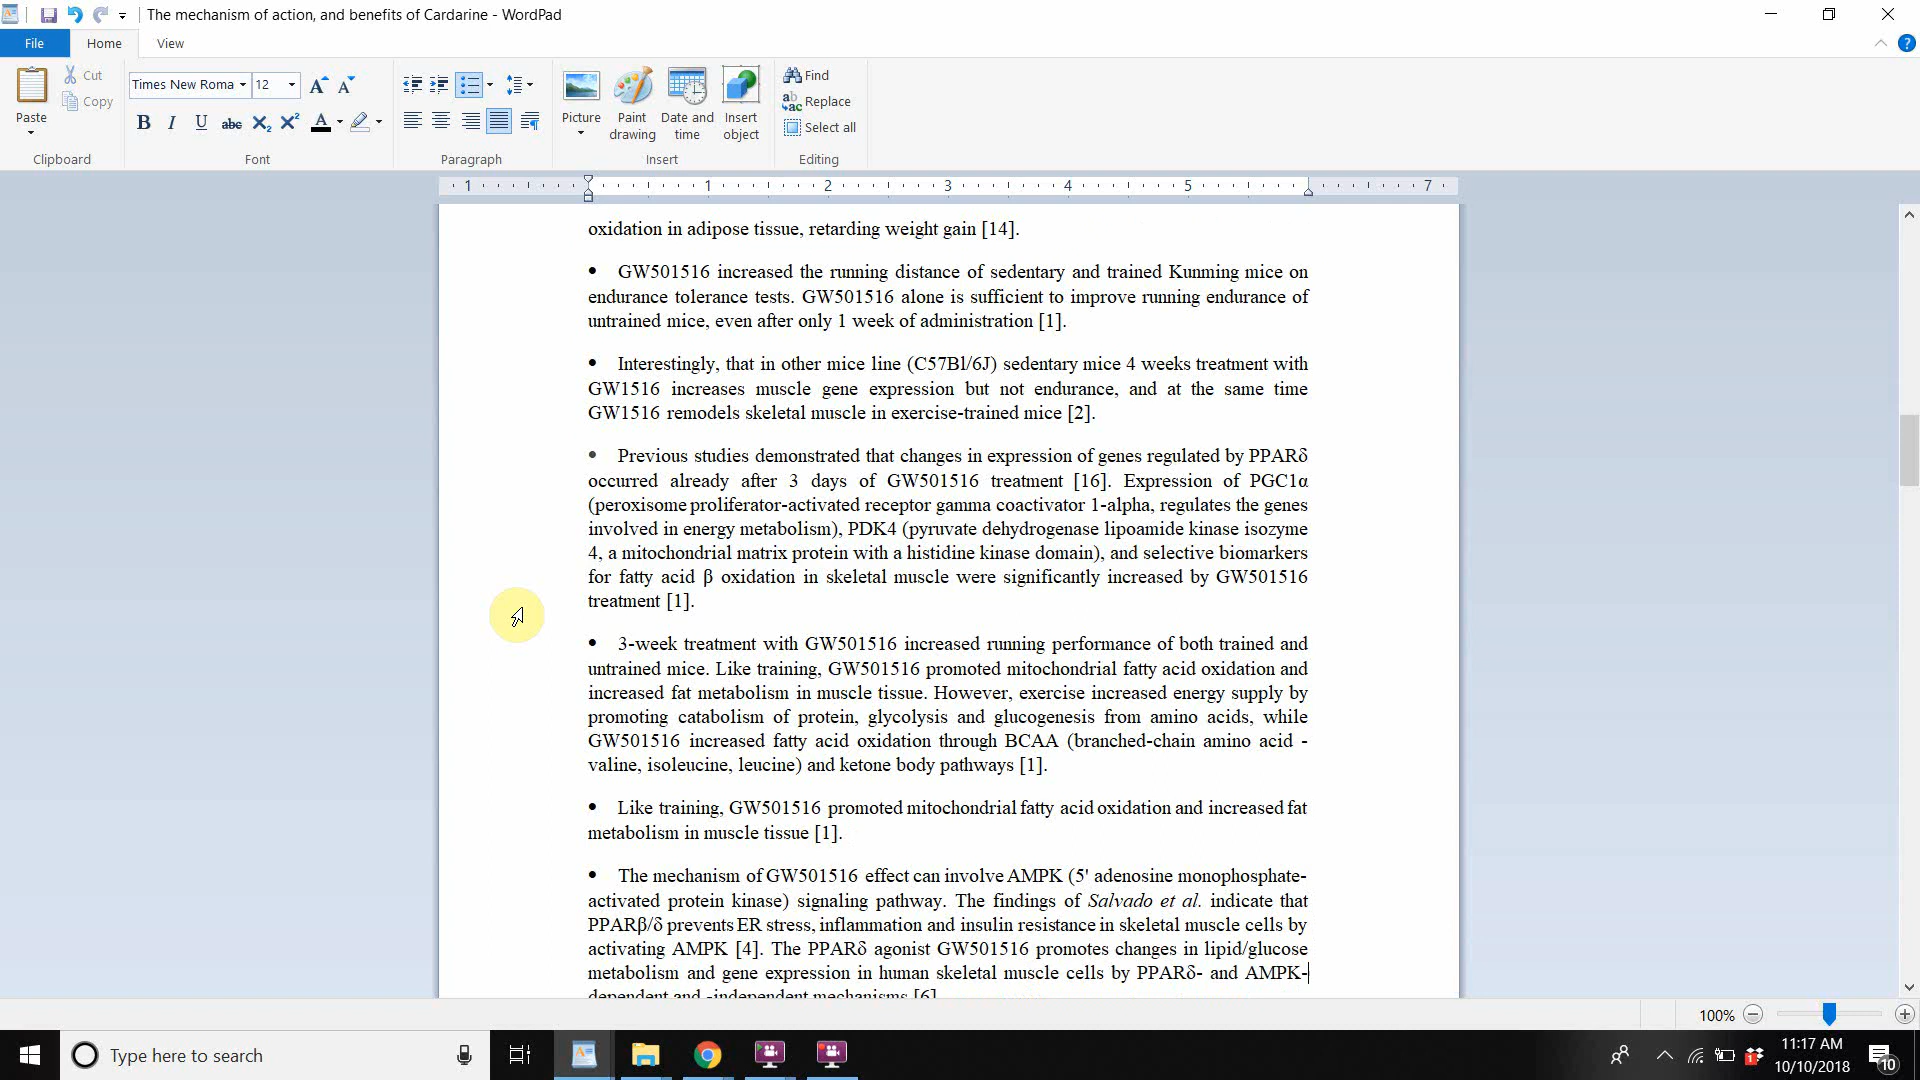 The mechanism of action, and benefits of Cardarine - WordPad
File
Home
View
Paste
Cut
Copy
Clipboard
Times New Roma
12
B I U abc X2 X2 A
Font
Paragraph
Picture
Paint drawing
Date and time
Insert object
Insert
Find
Replace
Select all
Editing
1 1 2 3 4 5 7
oxidation in adipose tissue, retarding weight gain [14].
• GW501516 increased the running distance of sedentary and trained Kunming mice on
endurance tolerance tests. GW501516 alone is sufficient to improve running endurance of
untrained mice, even after only 1 week of administration [1].
• Interestingly, that in other mice line (C57Bl/6J) sedentary mice 4 weeks treatment with
GW1516 increases muscle gene expression but not endurance, and at the same time
GW1516 remodels skeletal muscle in exercise-trained mice [2].
• Previous studies demonstrated that changes in expression of genes regulated by PPARδ
occurred already after 3 days of GW501516 treatment [16]. Expression of PGC1α
(peroxisome proliferator-activated receptor gamma coactivator 1-alpha, regulates the genes
involved in energy metabolism), PDK4 (pyruvate dehydrogenase lipoamide kinase isozyme
4, a mitochondrial matrix protein with a histidine kinase domain), and selective biomarkers
for fatty acid β oxidation in skeletal muscle were significantly increased by GW501516
treatment [1].
• 3-week treatment with GW501516 increased running performance of both trained and
untrained mice. Like training, GW501516 promoted mitochondrial fatty acid oxidation and
increased fat metabolism in muscle tissue. However, exercise increased energy supply by
promoting catabolism of protein, glycolysis and glucogenesis from amino acids, while
GW501516 increased fatty acid oxidation through BCAA (branched-chain amino acid -
valine, isoleucine, leucine) and ketone body pathways [1].
• Like training, GW501516 promoted mitochondrial fatty acid oxidation and increased fat
metabolism in muscle tissue [1].
• The mechanism of GW501516 effect can involve AMPK (5' adenosine monophosphate-
activated protein kinase) signaling pathway. The findings of Salvado et al. indicate that
PPARβ/δ prevents ER stress, inflammation and insulin resistance in skeletal muscle cells by
activating AMPK [4]. The PPARδ agonist GW501516 promotes changes in lipid/glucose
metabolism and gene expression in human skeletal muscle cells by PPARδ- and AMPK-
dependent and -independent mechanisms [6].
100%
Type here to search
11:17 AM
10/10/2018
10